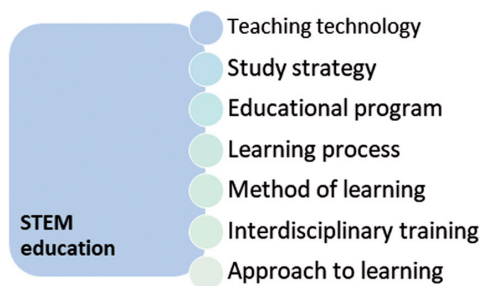 Teaching technology
Study strategy
Educational program
Learning process
Method of learning
Interdisciplinary training
Approach to learning
STEM
education